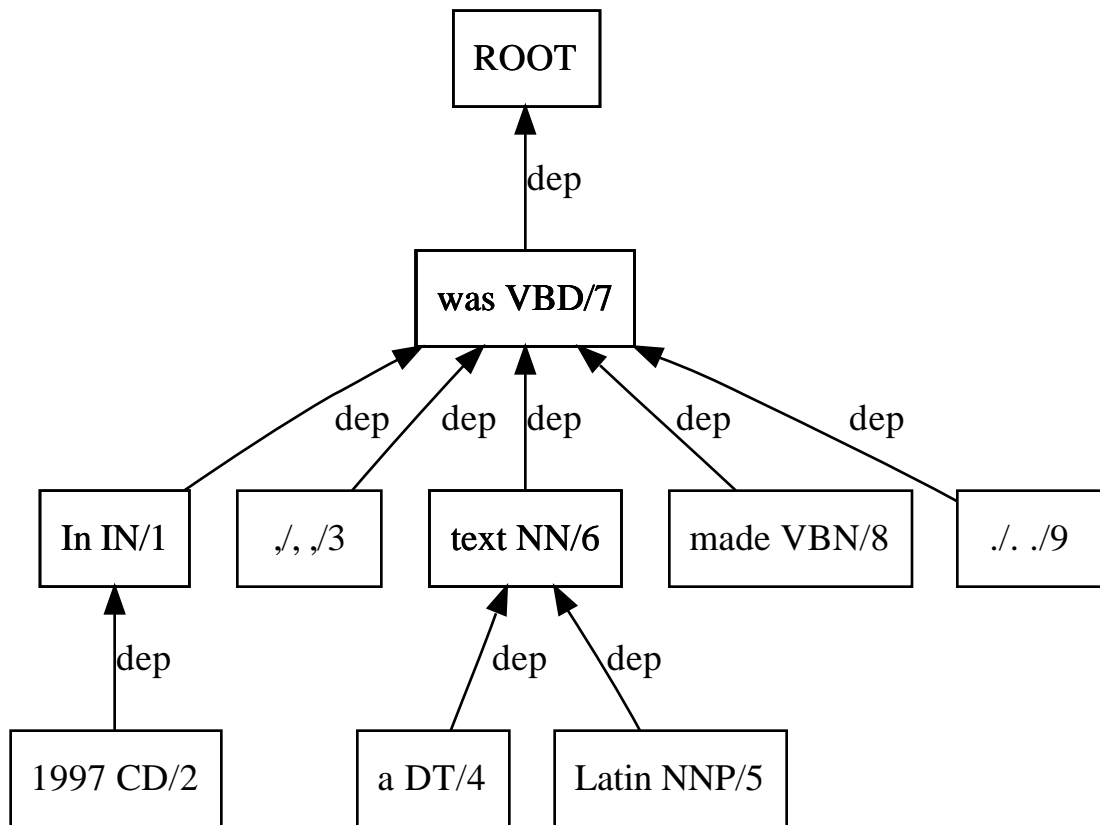 ROOT
dep
was VBD/7
dep dep dep dep dep
In IN/1 ,/, ,/3 text NN/6 made VBN/8 ./. ./9
dep dep dep
1997 CD/2 a DT/4 Latin NNP/5